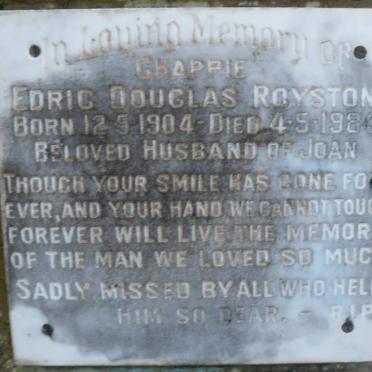 In Loving Memory OF
CHAPPIE
EDRIC DOUGLAS ROYSTON
BORN 12-5-1904 - DIED 4-5-198
BELOVED HUSBAND OF JOAN
THOUGH YOUR SMILE HAS GONE FO
EVER, AND YOUR HAND WE CANNOT TOUC
FOREVER WILL LIVE THE MEMOR
OF THE MAN WE LOVED SO MUC
SADLY MISSED BY ALL WHO HEL
HIM SO DEAR. - R.I.P.